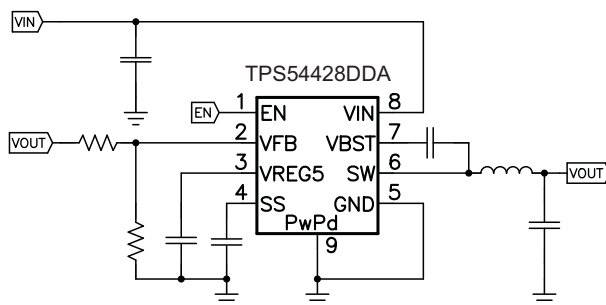 VIN
TPS54428DDA
EN
1
EN
VIN
8
VOUT
2
VFB
VBST
7
3
VREG5
SW
6
VOUT
4
SS
GND
5
PwPd
9